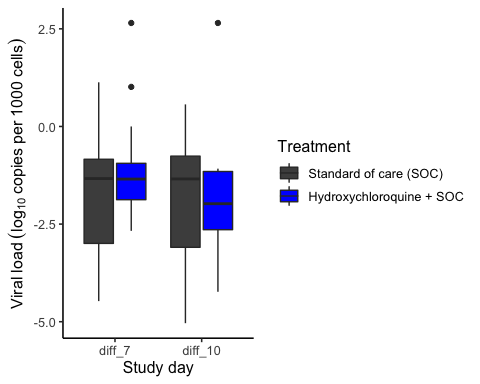 2.5
0.0
-2.5
-5.0
Viral load (log10 copies per 1000 cells)
diff_7 diff_10
Study day
Treatment
Standard of care (SOC)
Hydroxychloroquine + SOC